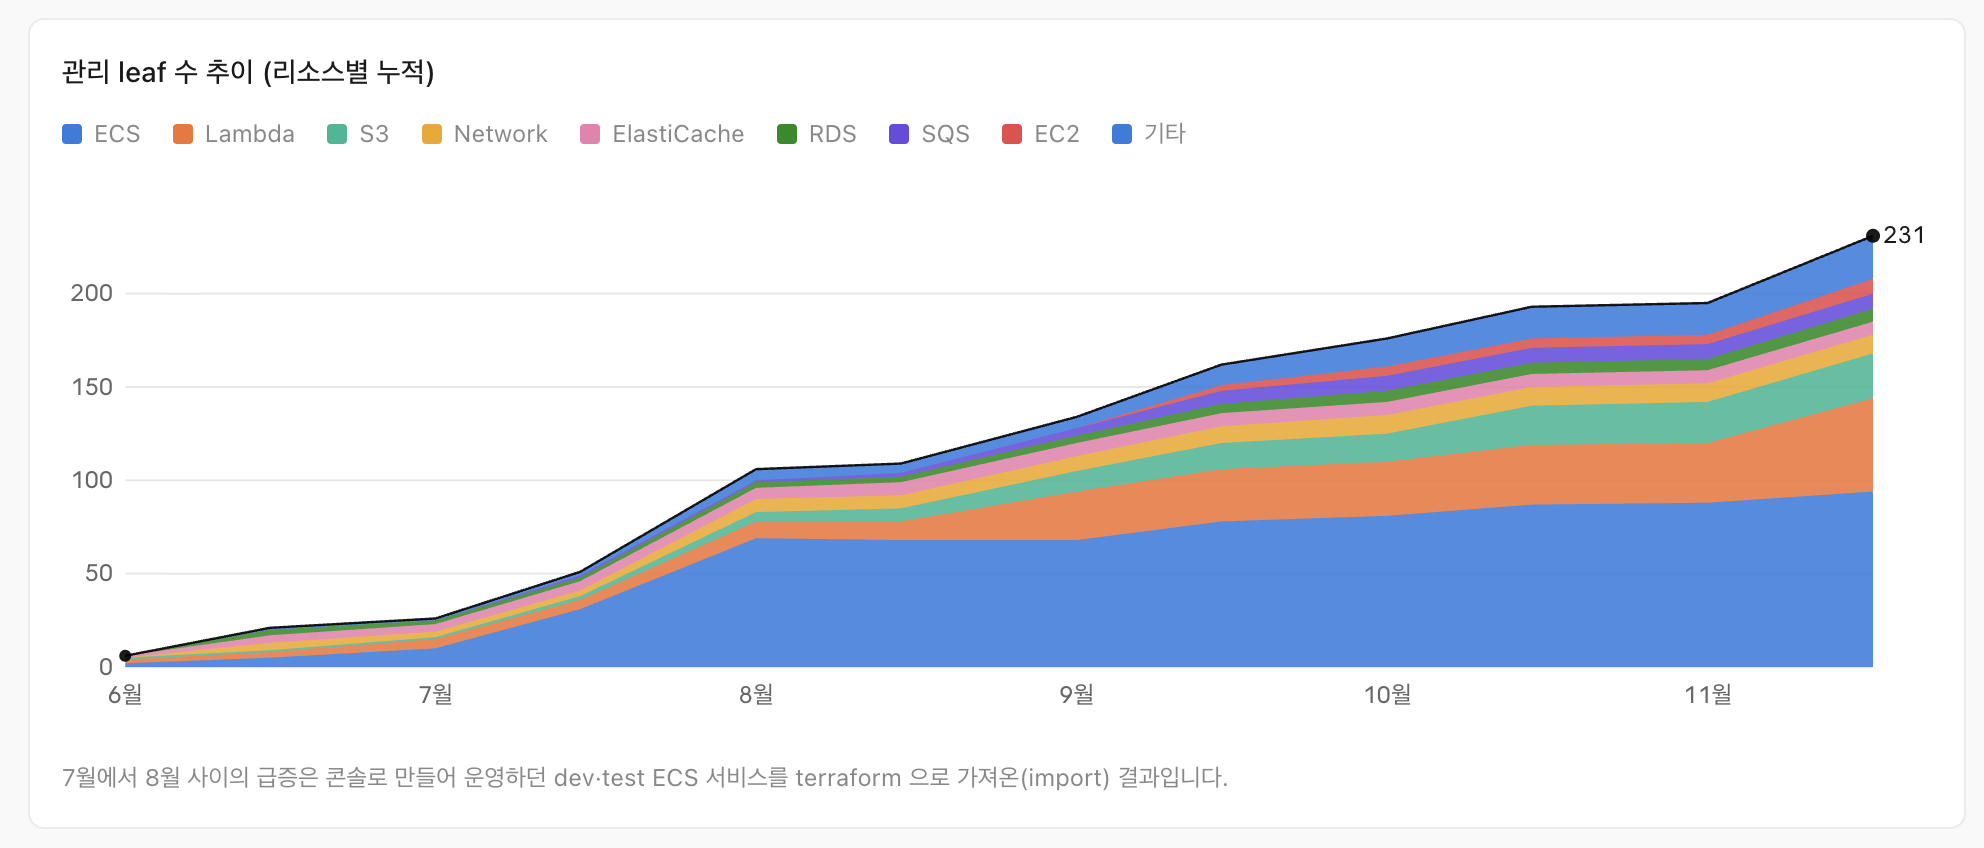 관리 leaf 수 추이 (리소스별 누적)
ECS Lambda S3 Network ElastiCache RDS SQS EC2 기타
231
200
150
100
50
0
6월 7월 8월 9월 10월 11월
7월에서 8월 사이의 급증은 콘솔로 만들어 운영하던 dev·test ECS 서비스를 terraform 으로 가져온(import) 결과입니다.